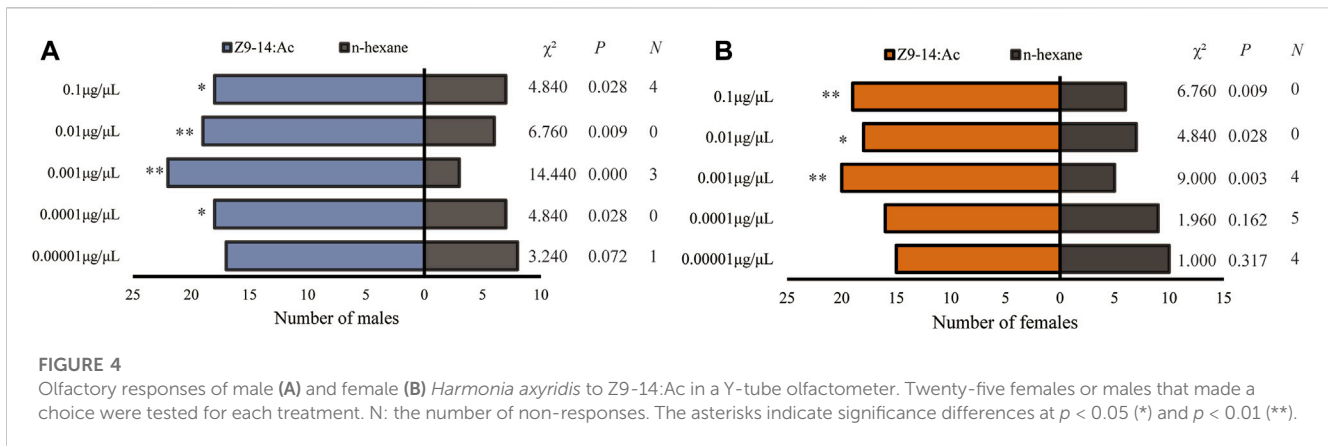 A
Z9-14:Ac n-hexane χ² P N
0.1μg/μL * 4.840 0.028 4
0.01μg/μL ** 6.760 0.009 0
0.001μg/μL ** 14.440 0.000 3
0.0001μg/μL * 4.840 0.028 0
0.00001μg/μL 3.240 0.072 1
25 20 15 10 5 0 5 10
Number of males
B
Z9-14:Ac n-hexane χ² P N
0.1μg/μL ** 6.760 0.009 0
0.01μg/μL * 4.840 0.028 0
0.001μg/μL ** 9.000 0.003 4
0.0001μg/μL 1.960 0.162 5
0.00001μg/μL 1.000 0.317 4
25 20 15 10 5 0 5 10 15
Number of females
FIGURE 4
Olfactory responses of male (A) and female (B) Harmonia axyridis to Z9-14:Ac in a Y-tube olfactometer. Twenty-five females or males that made a
choice were tested for each treatment. N: the number of non-responses. The asterisks indicate significance differences at p < 0.05 (*) and p < 0.01 (**).